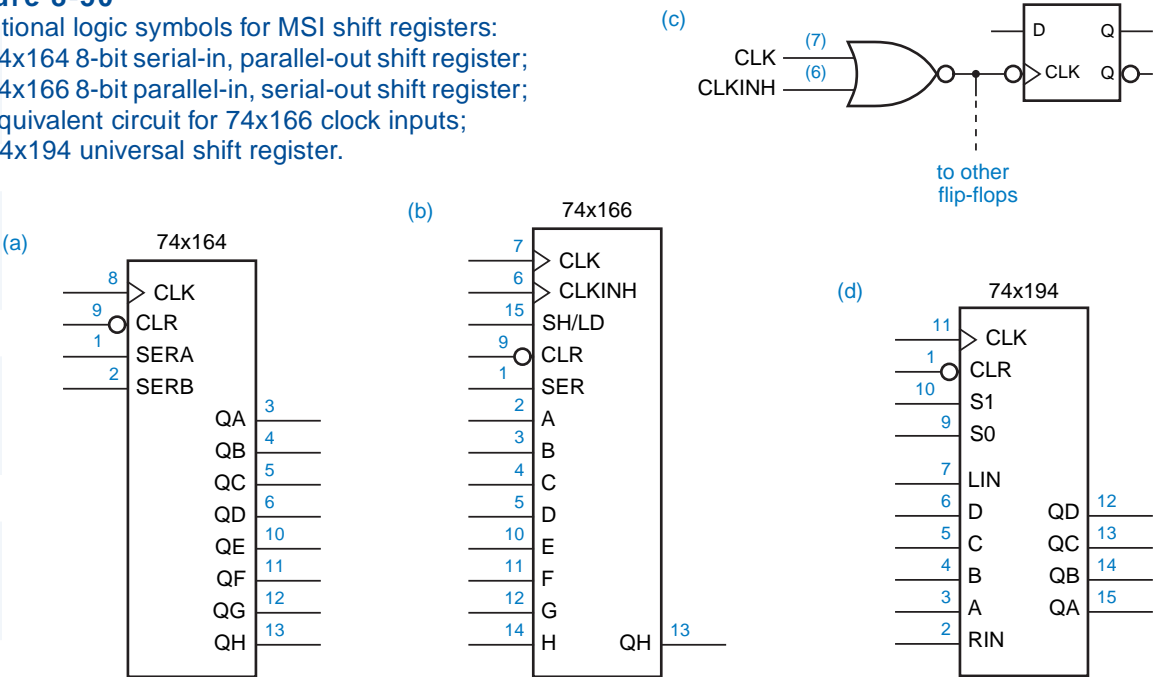 tional logic symbols for MSI shift registers:
4x164 8-bit serial-in, parallel-out shift register;
4x166 8-bit parallel-in, serial-out shift register;
quivalent circuit for 74x166 clock inputs;
4x194 universal shift register.
(c)
CLK
(7)
CLKINH
(6)
D
Q
CLK
Q
to other
flip-flops
(a)
74x164
8
CLK
9
CLR
1
SERA
2
SERB
QA
3
QB
4
QC
5
QD
6
QE
10
QF
11
QG
12
QH
13
(b)
74x166
7
CLK
6
CLKINH
15
SH/LD
9
CLR
1
SER
2
A
3
B
4
C
5
D
10
E
11
F
12
G
14
H
QH
13
(d)
74x194
11
CLK
1
CLR
10
S1
9
S0
7
LIN
6
D
QD
12
5
C
QC
13
4
B
QB
14
3
A
QA
15
2
RIN